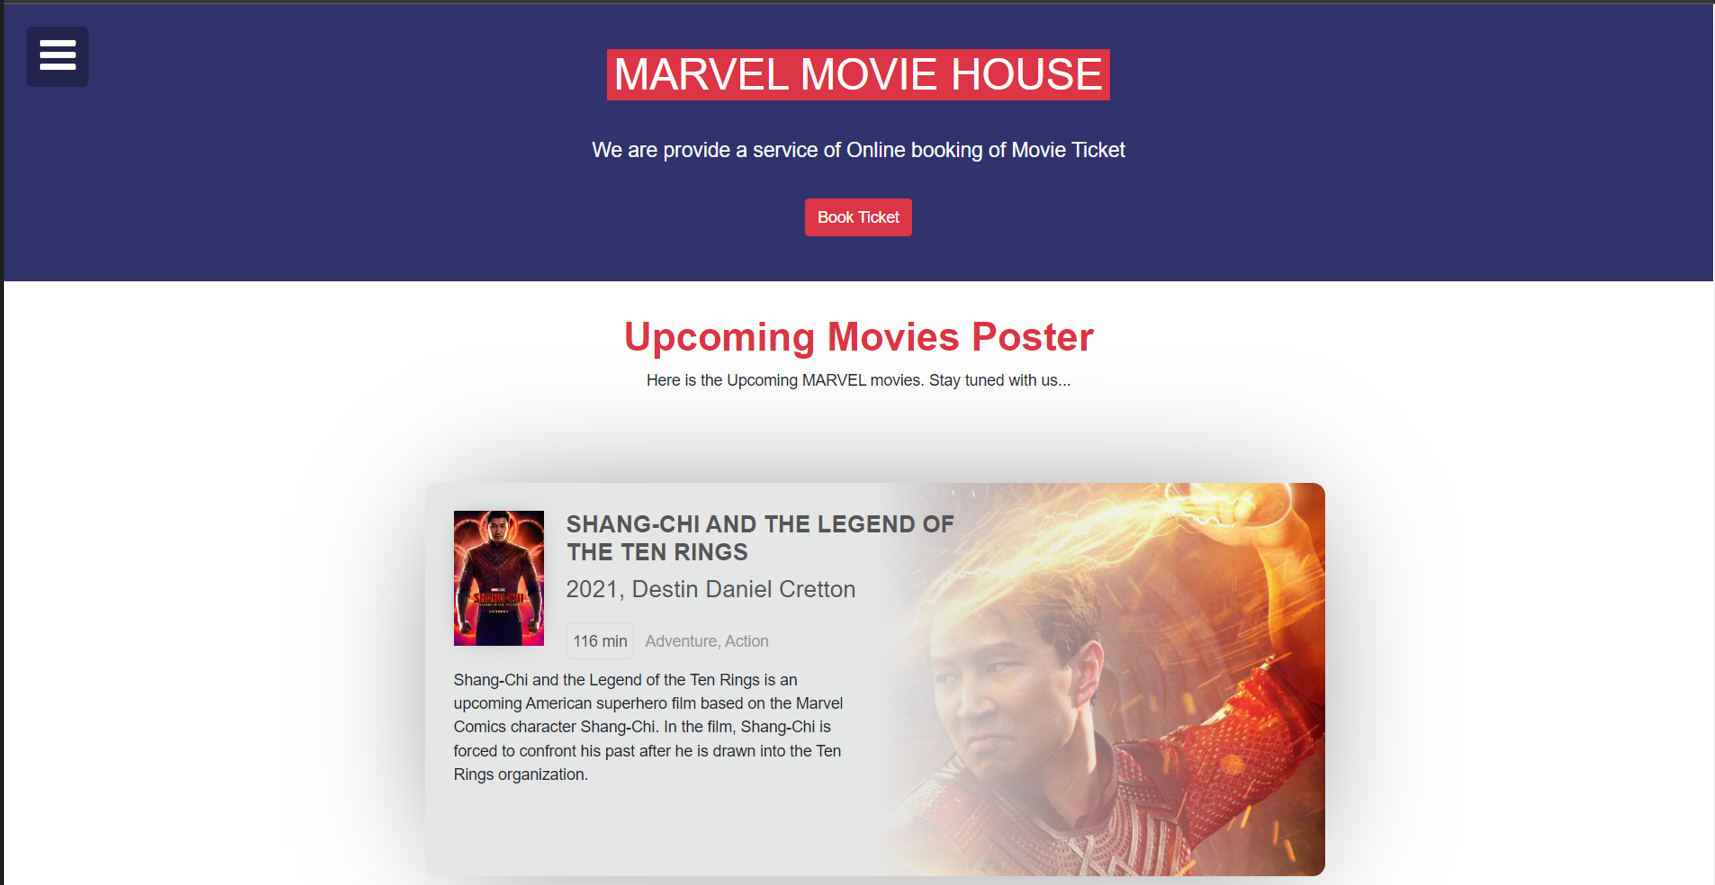 MARVEL MOVIE HOUSE
We are provide a service of Online booking of Movie Ticket
Book Ticket
Upcoming Movies Poster
Here is the Upcoming MARVEL movies. Stay tuned with us...
SHANG-CHI AND THE LEGEND OF
THE TEN RINGS
2021, Destin Daniel Cretton
116 min Adventure, Action
SHANG-CHI
Shang-Chi and the Legend of the Ten Rings is an
upcoming American superhero film based on the Marvel
Comics character Shang-Chi. In the film, Shang-Chi is
forced to confront his past after he is drawn into the Ten
Rings organization.